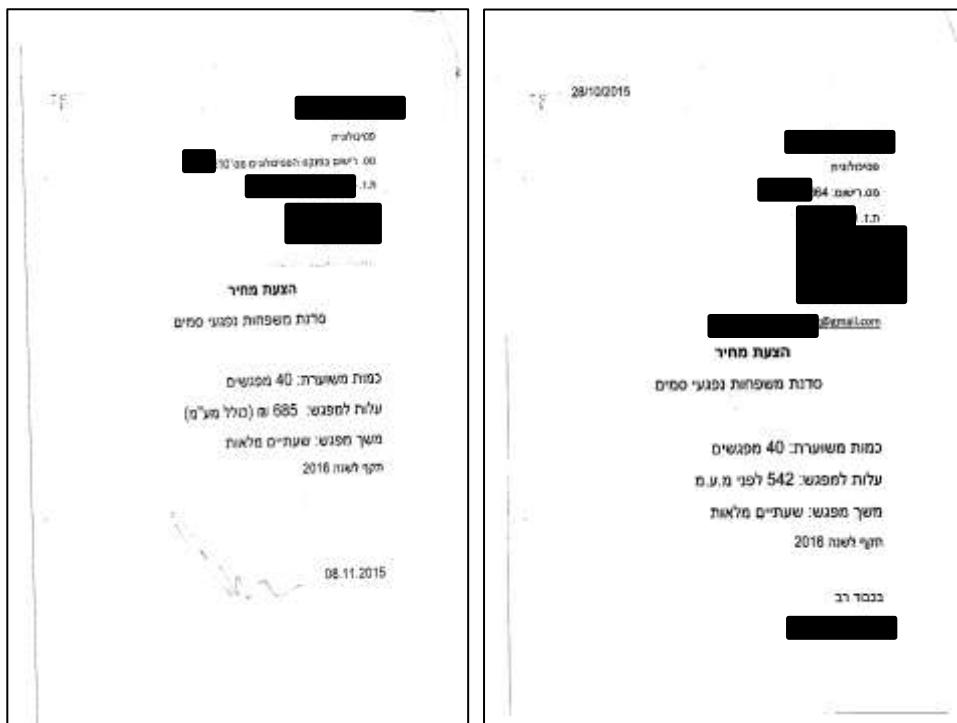 פסיכולוגית
מס. רישום בפנקס הפסיכולוגים מס'
ת.ז.
הצעת מחיר
סדנת משפחות נפגעי סמים
כמות משוערת: 40 מפגשים
עלות למפגש: 685 ₪ (כולל מע"מ)
משך מפגש: שעתיים מלאות
תקף לשנת 2016
08.11.2015
28/10/2015
פסיכולוגית
מס. רישום: 364
ת.ז.
@gmail.com
הצעת מחיר
סדנת משפחות נפגעי סמים
כמות משוערת: 40 מפגשים
עלות למפגש: 542 לפני מ.ע.מ
משך מפגש: שעתיים מלאות
תקף לשנה 2016
בכבוד רב